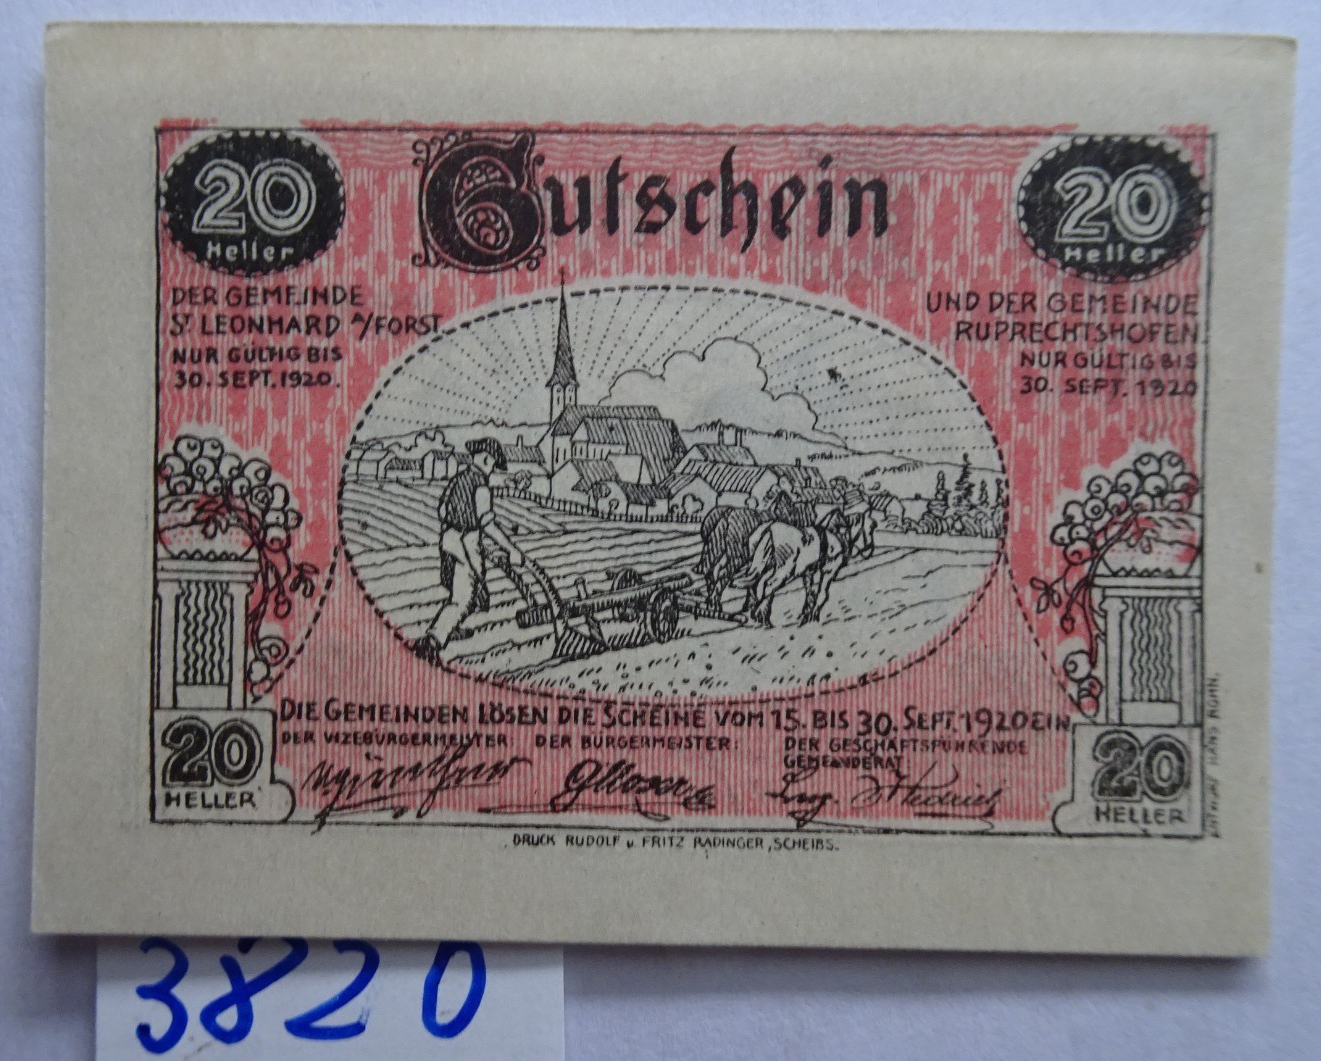 20
Heller
Gutschein
20
Heller
DER GEMEINDE
ST LEONHARD A/FORST
NUR GÜLTIG BIS
30. SEPT. 1920.
UND DER GEMEINDE
RUPRECHTSHOFEN
NUR GÜLTIG BIS
30. SEPT. 1920
DIE GEMEINDEN LÖSEN DIE SCHEINE VOM 15. BIS 30. SEPT. 1920 EIN
DER VIZEBÜRGERMEISTER: DER BÜRGERMEISTER: DER GESCHÄFTSFÜHRENDE
GEMEINDERAT:
20
HELLER
20
HELLER
ENTWURF HANS
DRUCK RUDOLF u FRITZ RADINGER, SCHEIBS.
3820